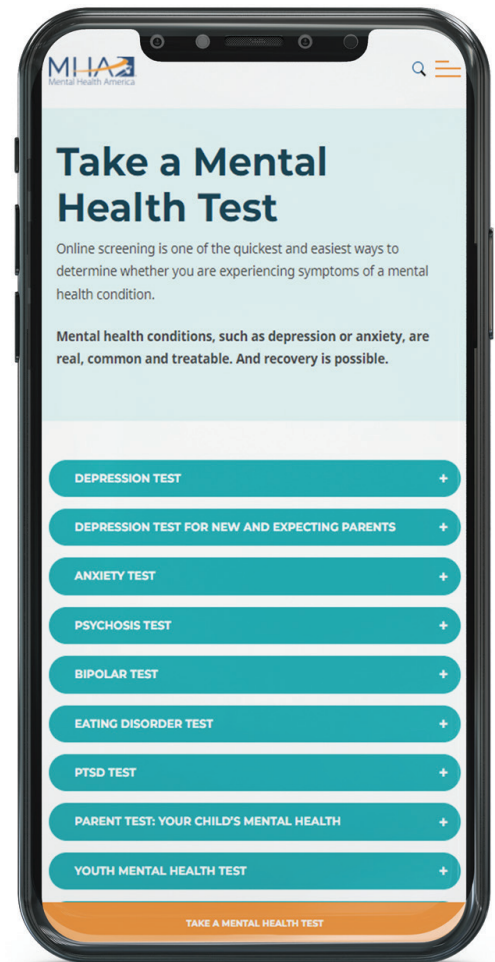 MHA
Mental Health America
Take a Mental
Health Test
Online screening is one of the quickest and easiest ways to
determine whether you are experiencing symptoms of a mental
health condition.
Mental health conditions, such as depression or anxiety, are
real, common and treatable. And recovery is possible.
DEPRESSION TEST +
DEPRESSION TEST FOR NEW AND EXPECTING PARENTS +
ANXIETY TEST +
PSYCHOSIS TEST +
BIPOLAR TEST +
EATING DISORDER TEST +
PTSD TEST +
PARENT TEST: YOUR CHILD'S MENTAL HEALTH +
YOUTH MENTAL HEALTH TEST +
TAKE A MENTAL HEALTH TEST